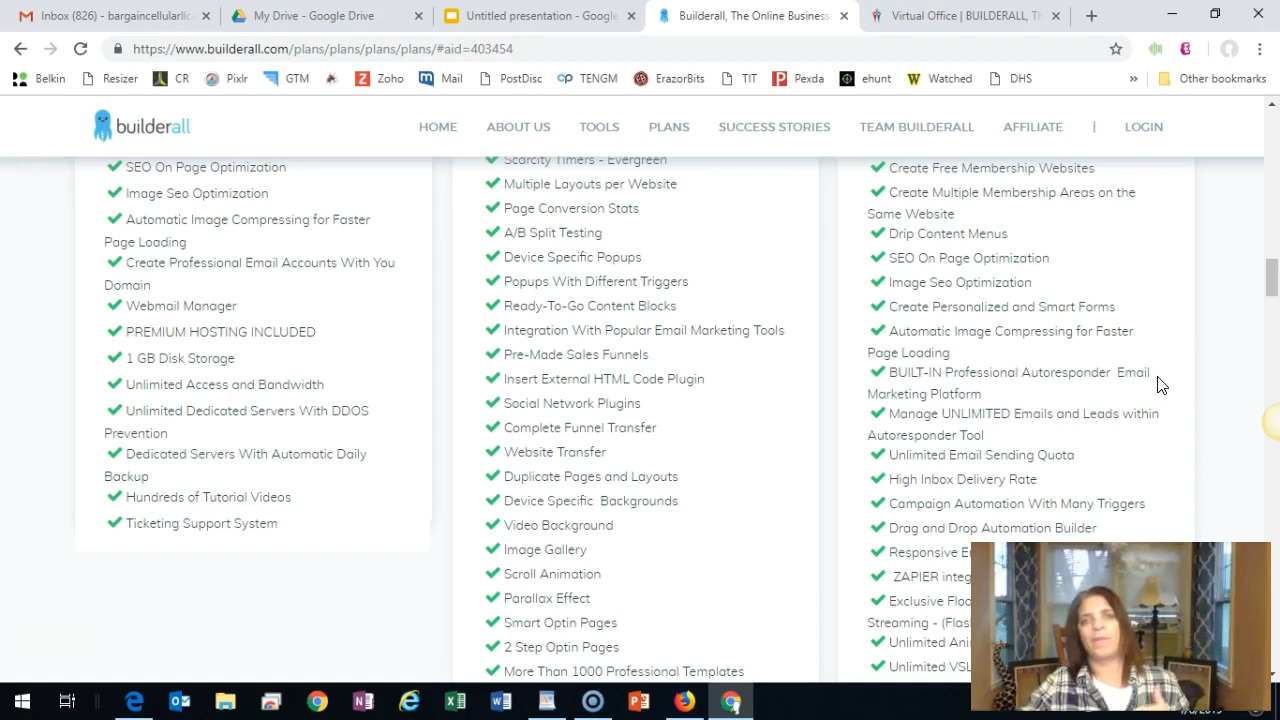 Inbox (826) - bargaincellularllc
My Drive - Google Drive
Untitled presentation - Google
Builderall, The Online Business
Virtual Office | BUILDERALL, Th
https://www.builderall.com/plans/plans/plans/plans/#aid=403454
Belkin
Resizer
CR
Pixlr
GTM
Zoho
Mail
PostDisc
TENGM
ErazorBits
TIT
Pexda
ehunt
Watched
DHS
»
Other bookmarks
builderall
HOME
ABOUT US
TOOLS
PLANS
SUCCESS STORIES
TEAM BUILDERALL
AFFILIATE
|
LOGIN
SEO On Page Optimization
Image Seo Optimization
Automatic Image Compressing for Faster
Page Loading
Create Professional Email Accounts With You
Domain
Webmail Manager
PREMIUM HOSTING INCLUDED
1 GB Disk Storage
Unlimited Access and Bandwidth
Unlimited Dedicated Servers With DDOS
Prevention
Dedicated Servers With Automatic Daily
Backup
Hundreds of Tutorial Videos
Ticketing Support System
Scarcity Timers - Evergreen
Multiple Layouts per Website
Page Conversion Stats
A/B Split Testing
Device Specific Popups
Popups With Different Triggers
Ready-To-Go Content Blocks
Integration With Popular Email Marketing Tools
Pre-Made Sales Funnels
Insert External HTML Code Plugin
Social Network Plugins
Complete Funnel Transfer
Website Transfer
Duplicate Pages and Layouts
Device Specific Backgrounds
Video Background
Image Gallery
Scroll Animation
Parallax Effect
Smart Optin Pages
2 Step Optin Pages
More Than 1000 Professional Templates
Create Free Membership Websites
Create Multiple Membership Areas on the
Same Website
Drip Content Menus
SEO On Page Optimization
Image Seo Optimization
Create Personalized and Smart Forms
Automatic Image Compressing for Faster
Page Loading
BUILT-IN Professional Autoresponder Email
Marketing Platform
Manage UNLIMITED Emails and Leads within
Autoresponder Tool
Unlimited Email Sending Quota
High Inbox Delivery Rate
Campaign Automation With Many Triggers
Drag and Drop Automation Builder
Responsive E
ZAPIER integ
Exclusive Floo
Streaming - (Flas
Unlimited Ani
Unlimited VSL